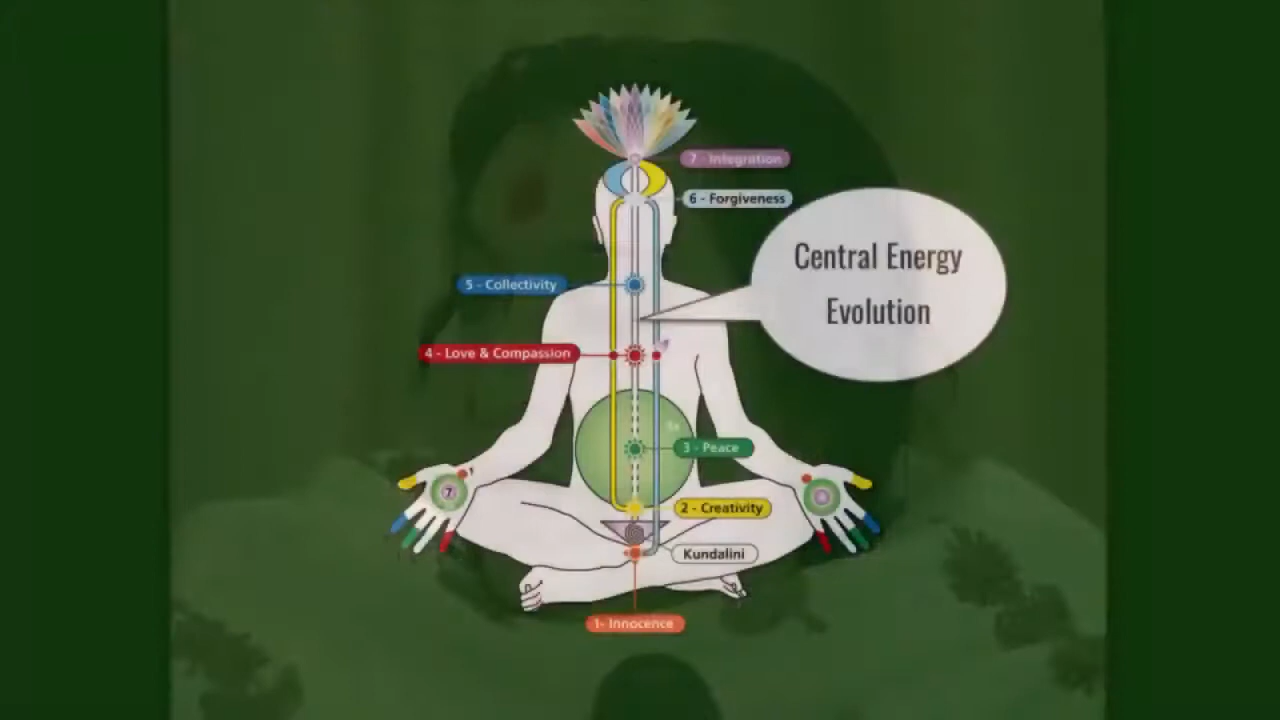 7 - Integration
6 - Forgiveness
Central Energy
Evolution
5 - Collectivity
4 - Love & Compassion
3 - Peace
7
2 - Creativity
Kundalini
1- Innocence